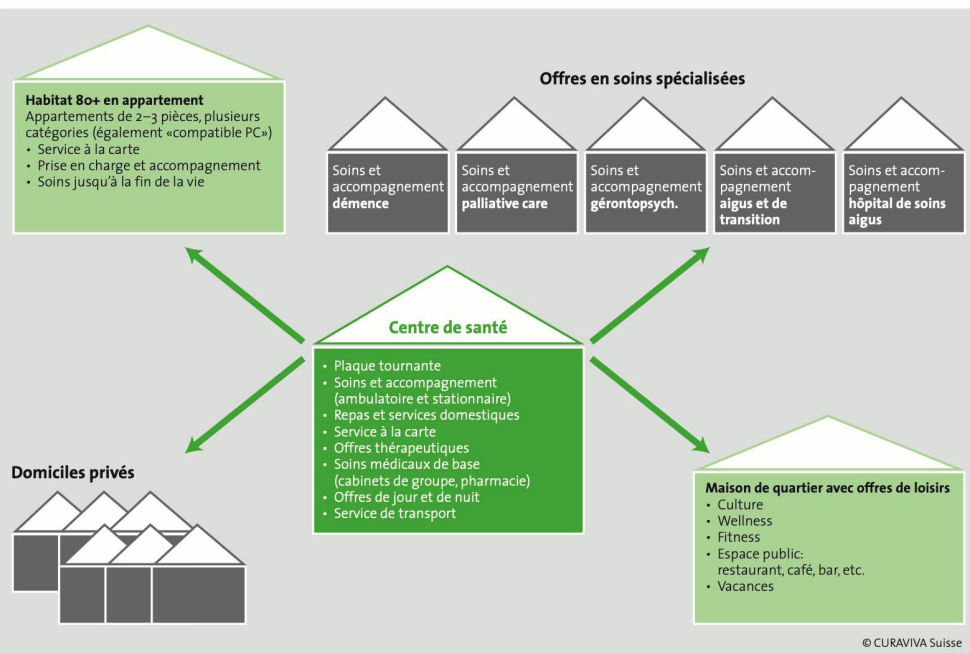 Habitat 80+ en appartement
Appartements de 2–3 pièces, plusieurs
catégories (également «compatible PC»)
• Service à la carte
• Prise en charge et accompagnement
• Soins jusqu'à la fin de la vie
Offres en soins spécialisées
Soins et
accompagnement
démence
Soins et
accompagnement
palliative care
Soins et
accompagnement
gérontopsych.
Soins et accom-
pagnement
aigus et de
transition
Soins et accom-
pagnement
hôpital de soins
aigus
Centre de santé
• Plaque tournante
• Soins et accompagnement
(ambulatoire et stationnaire)
• Repas et services domestiques
• Service à la carte
• Offres thérapeutiques
• Soins médicaux de base
(cabinets de groupe, pharmacie)
• Offres de jour et de nuit
• Service de transport
Domiciles privés
Maison de quartier avec offres de loisirs
• Culture
• Wellness
• Fitness
• Espace public:
restaurant, café, bar, etc.
• Vacances
© CURAVIVA Suisse